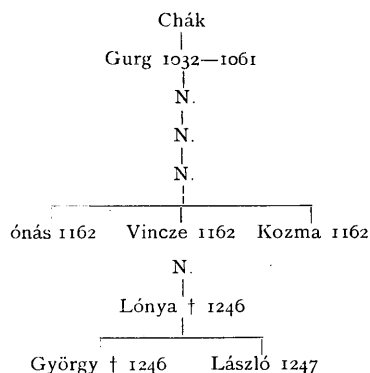 Chák
Gurg 1032—1061
N.
N.
N.
ónás 1162 Vincze 1162 Kozma 1162
N.
Lónya † 1246
György † 1246 László 1247